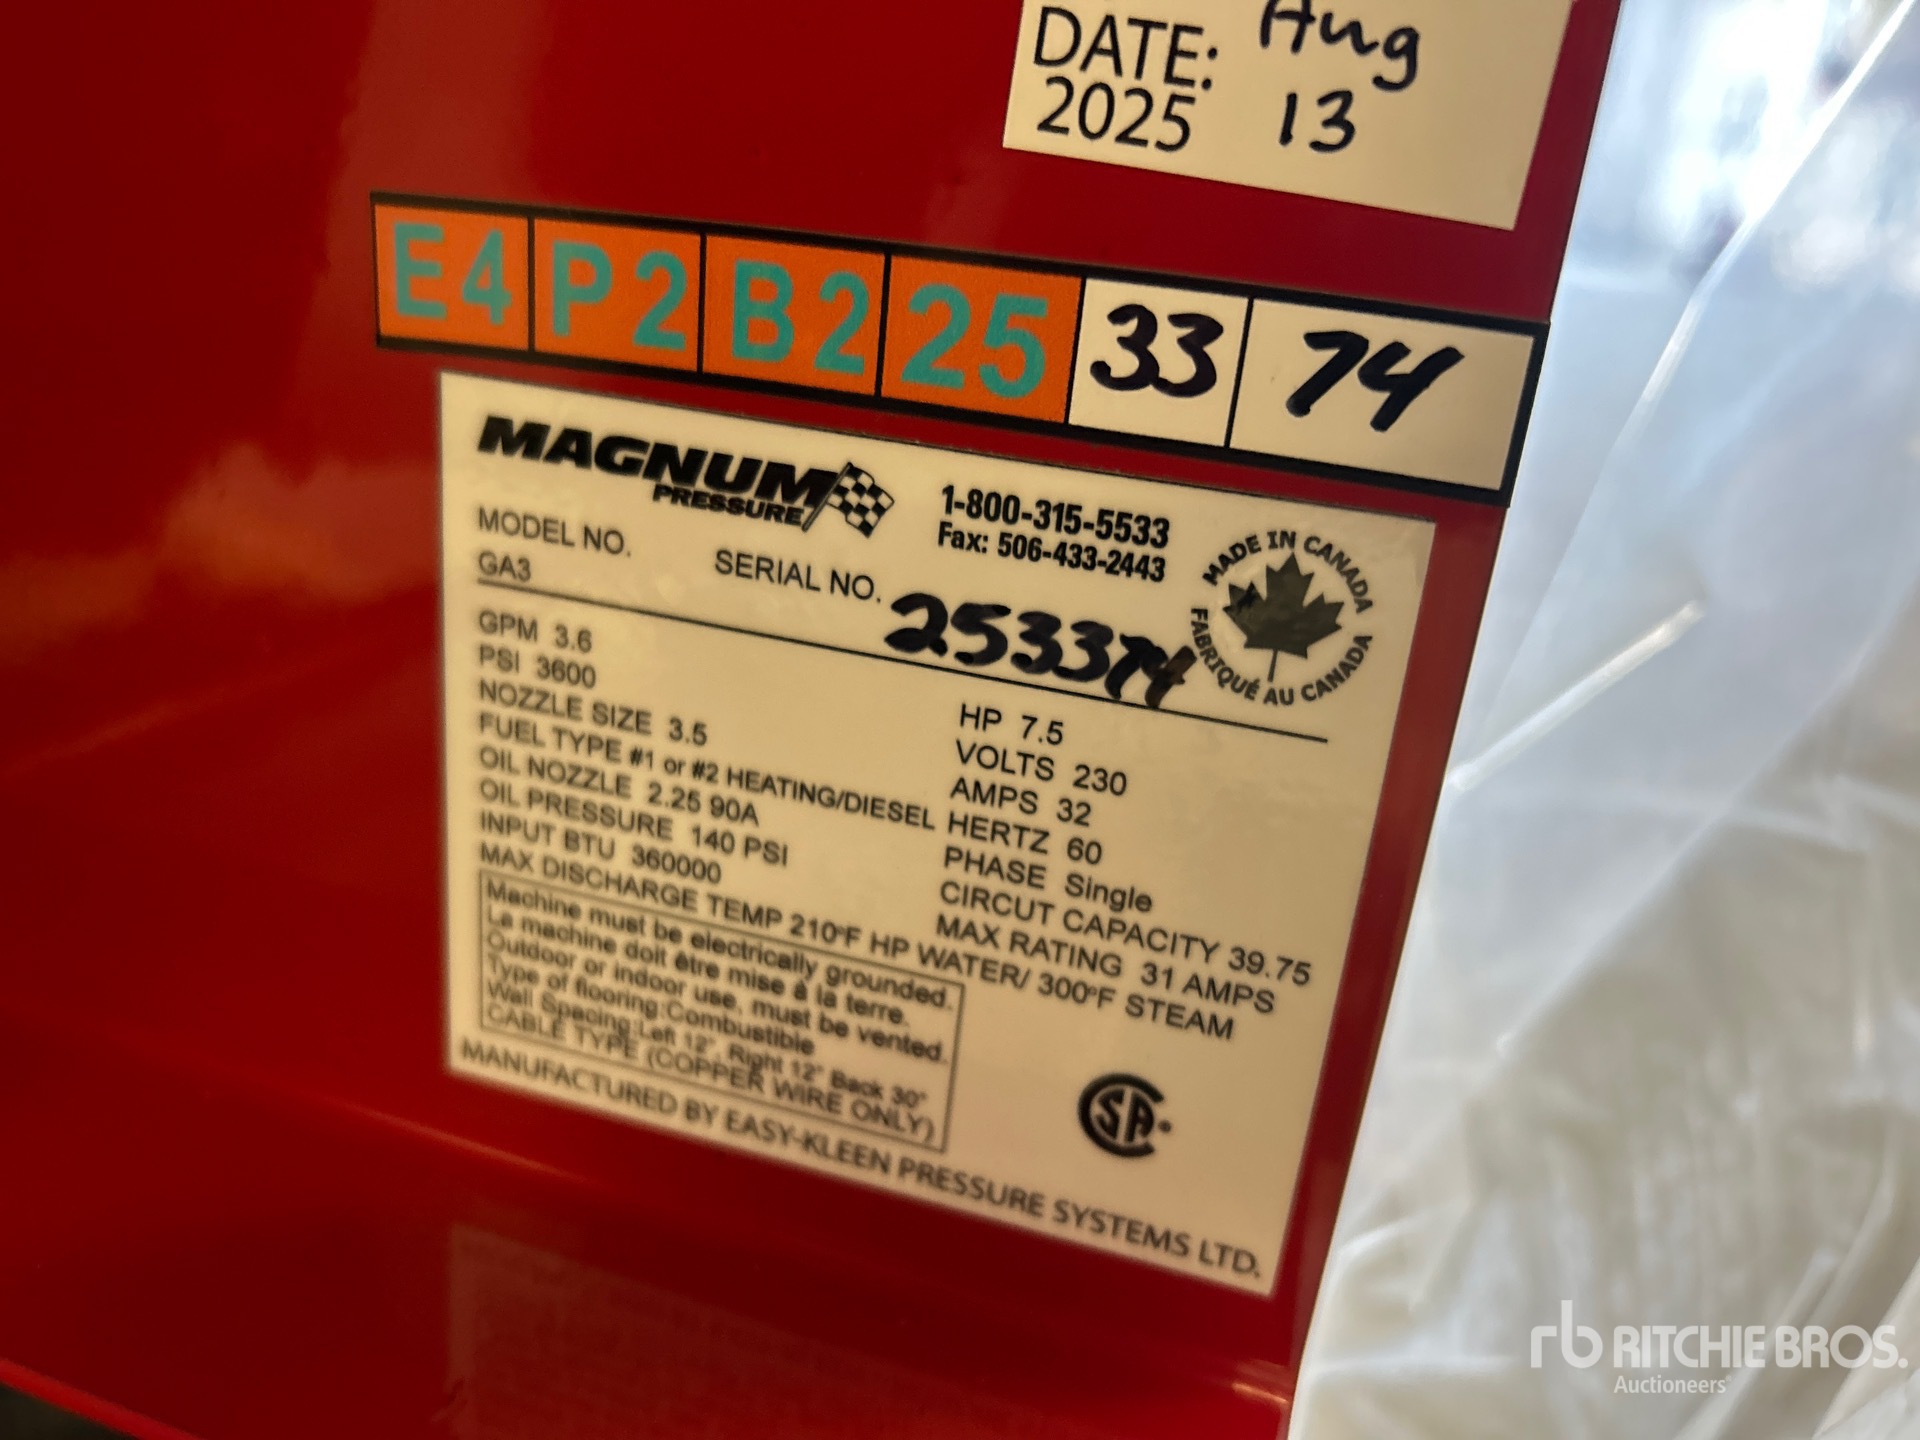 DATE: Aug
2025 13
E4 P2 B2 25 33 74
MAGNUM
PRESSURE
1-800-315-5533
Fax: 506-433-2443
MADE IN CANADA
FABRIQUÉ AU CANADA
MODEL NO. SERIAL NO. 253374
GA3
GPM 3.6
PSI 3600
NOZZLE SIZE 3.5
FUEL TYPE #1 or #2 HEATING/DIESEL
OIL NOZZLE 2.25 90A
OIL PRESSURE 140 PSI
INPUT BTU 360000
MAX DISCHARGE TEMP 210°F HP WATER/ 300°F STEAM
HP 7.5
VOLTS 230
AMPS 32
HERTZ 60
PHASE Single
CIRCUT CAPACITY 39.75
MAX RATING 31 AMPS
Machine must be electrically grounded.
La machine doit être mise à la terre.
Outdoor or indoor use, must be vented.
Type of flooring:Combustible
Wall Spacing:Left 12", Right 12" Back 30"
CABLE TYPE (COPPER WIRE ONLY)
SA
MANUFACTURED BY EASY-KLEEN PRESSURE SYSTEMS LTD.
rb RITCHIE BROS.
Auctioneers